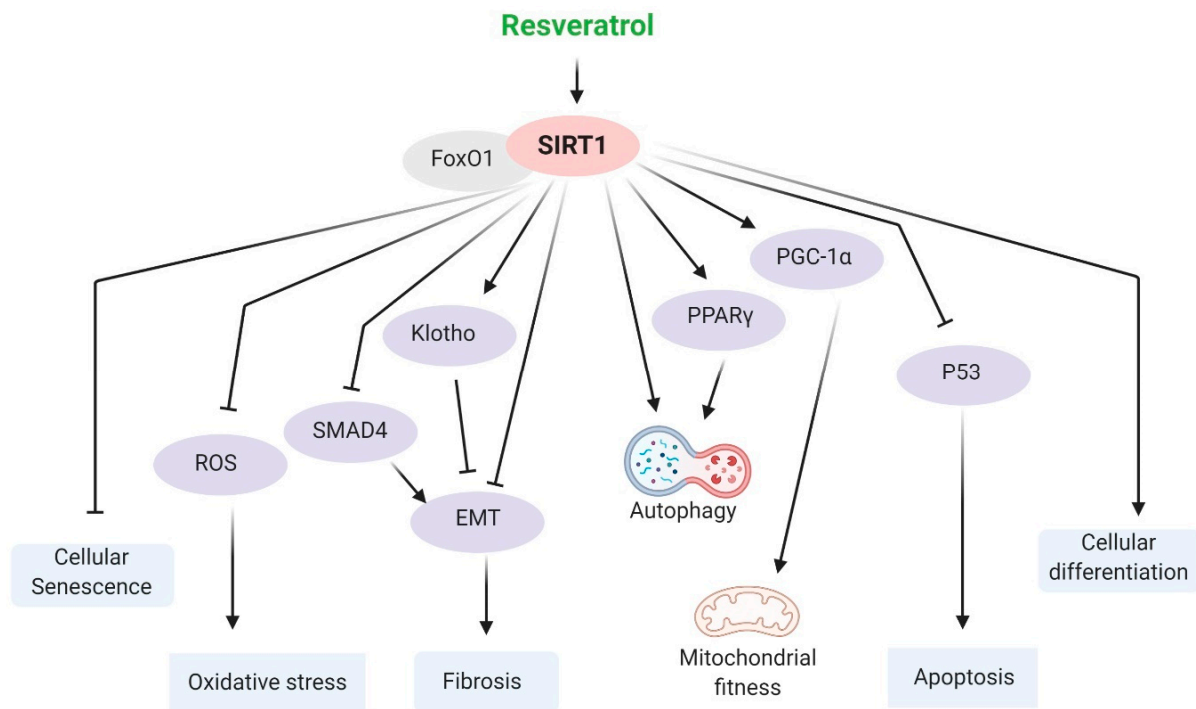 Resveratrol
FoxO1
SIRT1
PGC-1α
PPARγ
Klotho
P53
SMAD4
ROS
EMT
Autophagy
Cellular
Senescence
Cellular
differentiation
Mitochondrial
fitness
Oxidative stress
Fibrosis
Apoptosis